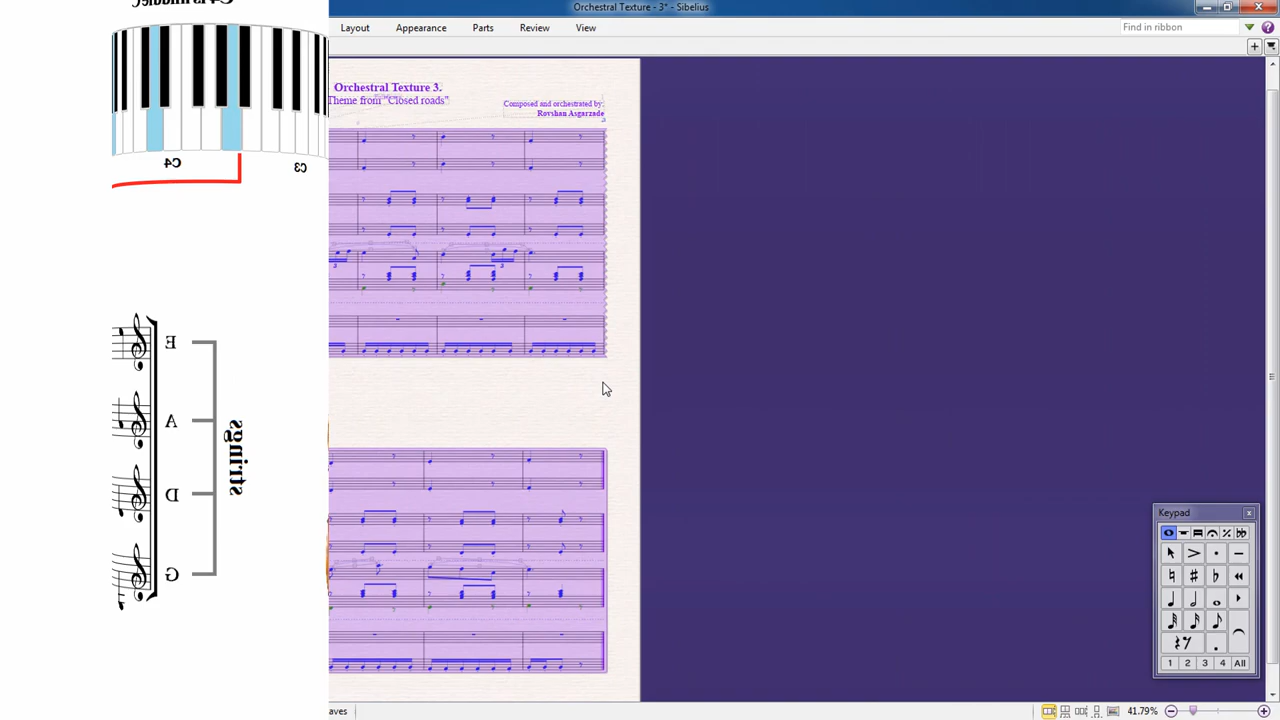 Orchestral Texture - 3* - Sibelius
Layout Appearance Parts Review View
Find in ribbon
Orchestral Texture 3.
Theme from "Closed roads"
Composed and orchestrated by:
Rovshan Asgarzade
C4 C3
E
A
D
G
strings
Keypad
1 2 3 4 All
41.79%